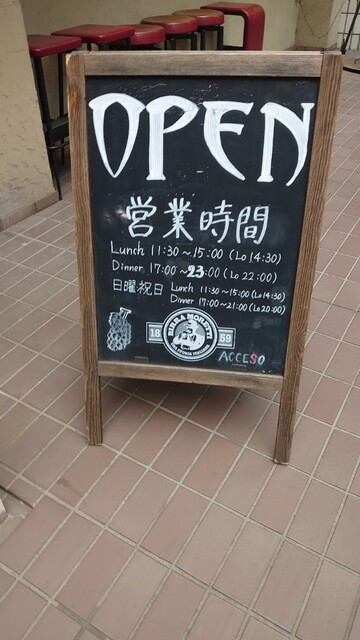 OPEN
営業時間
Lunch 11:30~15:00 (Lo 14:30)
Dinner 17:00~23:00 (Lo 22:00)
日曜祝日 Lunch 11:30~15:00 (Lo 14:30)
Dinner 17:00~21:00 (Lo 20:00)
BIRRA MORETTI
18 59
ACCESO